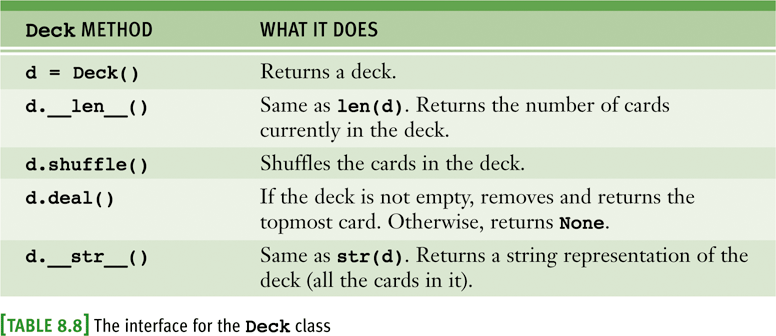 Deck METHOD WHAT IT DOES
d = Deck() Returns a deck.
d.__len__() Same as len(d). Returns the number of cards
currently in the deck.
d.shuffle() Shuffles the cards in the deck.
d.deal() If the deck is not empty, removes and returns the
topmost card. Otherwise, returns None.
d.__str__() Same as str(d). Returns a string representation of the
deck (all the cards in it).
[TABLE 8.8] The interface for the Deck class